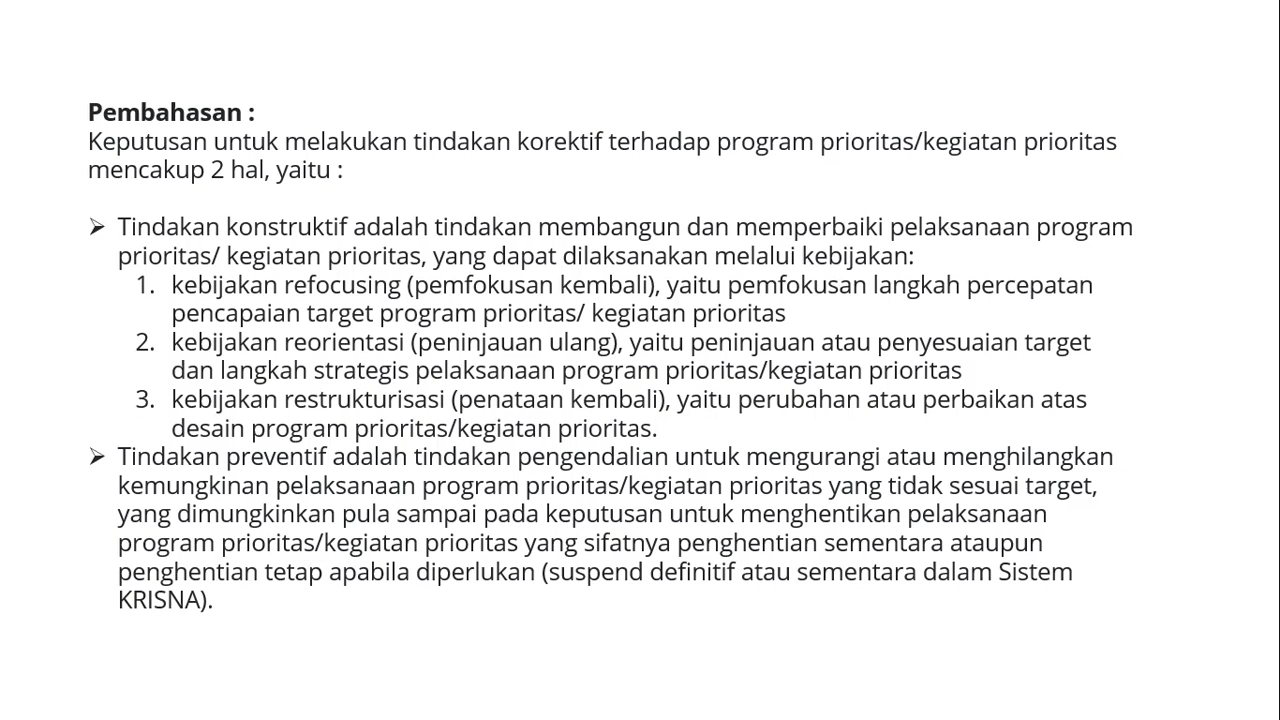 Pembahasan :
Keputusan untuk melakukan tindakan korektif terhadap program prioritas/kegiatan prioritas
mencakup 2 hal, yaitu :
➢ Tindakan konstruktif adalah tindakan membangun dan memperbaiki pelaksanaan program
prioritas/ kegiatan prioritas, yang dapat dilaksanakan melalui kebijakan:
1. kebijakan refocusing (pemfokusan kembali), yaitu pemfokusan langkah percepatan
pencapaian target program prioritas/ kegiatan prioritas
2. kebijakan reorientasi (peninjauan ulang), yaitu peninjauan atau penyesuaian target
dan langkah strategis pelaksanaan program prioritas/kegiatan prioritas
3. kebijakan restrukturisasi (penataan kembali), yaitu perubahan atau perbaikan atas
desain program prioritas/kegiatan prioritas.
➢ Tindakan preventif adalah tindakan pengendalian untuk mengurangi atau menghilangkan
kemungkinan pelaksanaan program prioritas/kegiatan prioritas yang tidak sesuai target,
yang dimungkinkan pula sampai pada keputusan untuk menghentikan pelaksanaan
program prioritas/kegiatan prioritas yang sifatnya penghentian sementara ataupun
penghentian tetap apabila diperlukan (suspend definitif atau sementara dalam Sistem
KRISNA).